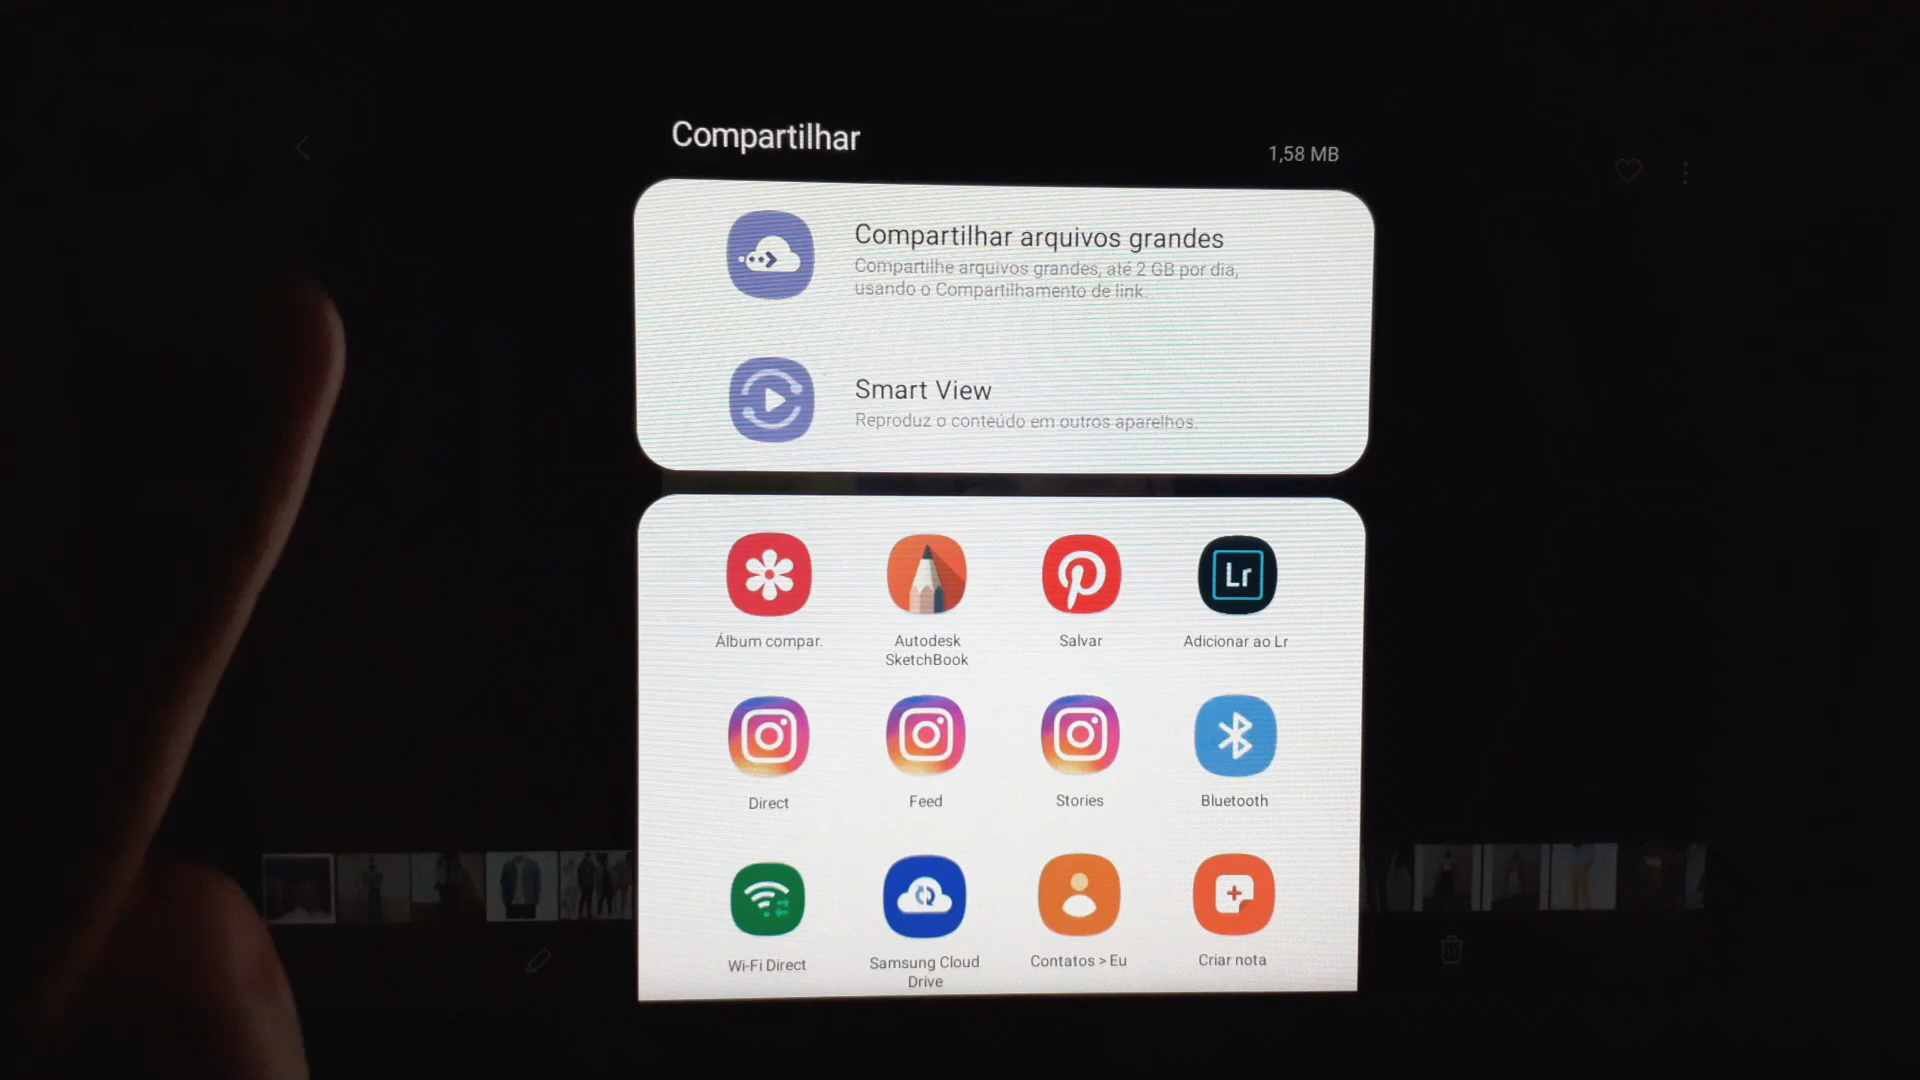 Compartilhar
1,58 MB
Compartilhar arquivos grandes
Compartilhe arquivos grandes, até 2 GB por dia,
usando o Compartilhamento de link.
Smart View
Reproduz o conteúdo em outros aparelhos.
Álbum compar.
Autodesk
SketchBook
Salvar
Lr
Adicionar ao Lr
Direct
Feed
Stories
Bluetooth
Wi-Fi Direct
Samsung Cloud
Drive
Contatos > Eu
Criar nota